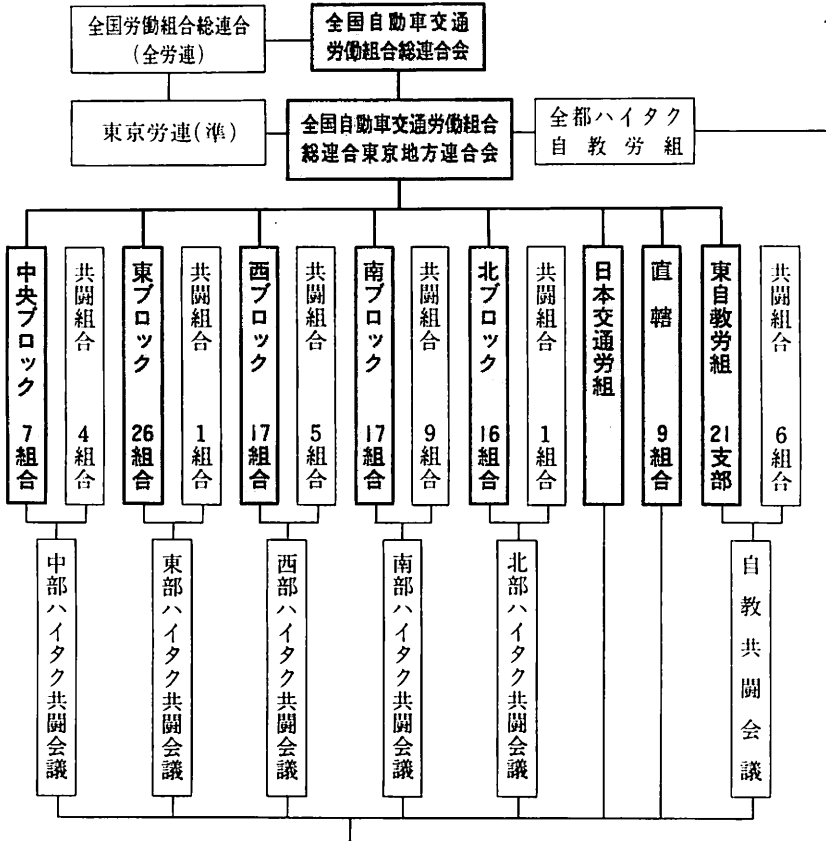 全国労働組合総連合
(全労連)
全国自動車交通
労働組合総連合会
東京労連(準)
全国自動車交通労働組合
総連合東京地方連合会
全都ハイタク
自教労組
中央ブロック 7組合
共闘組合 4組合
東ブロック 26組合
共闘組合 1組合
西ブロック 17組合
共闘組合 5組合
南ブロック 17組合
共闘組合 9組合
北ブロック 16組合
共闘組合 1組合
日本交通労組
直轄 9組合
東自教労組 21支部
共闘組合 6組合
中部ハイタク共闘会議
東部ハイタク共闘会議
西部ハイタク共闘会議
南部ハイタク共闘会議
北部ハイタク共闘会議
自教共闘会議